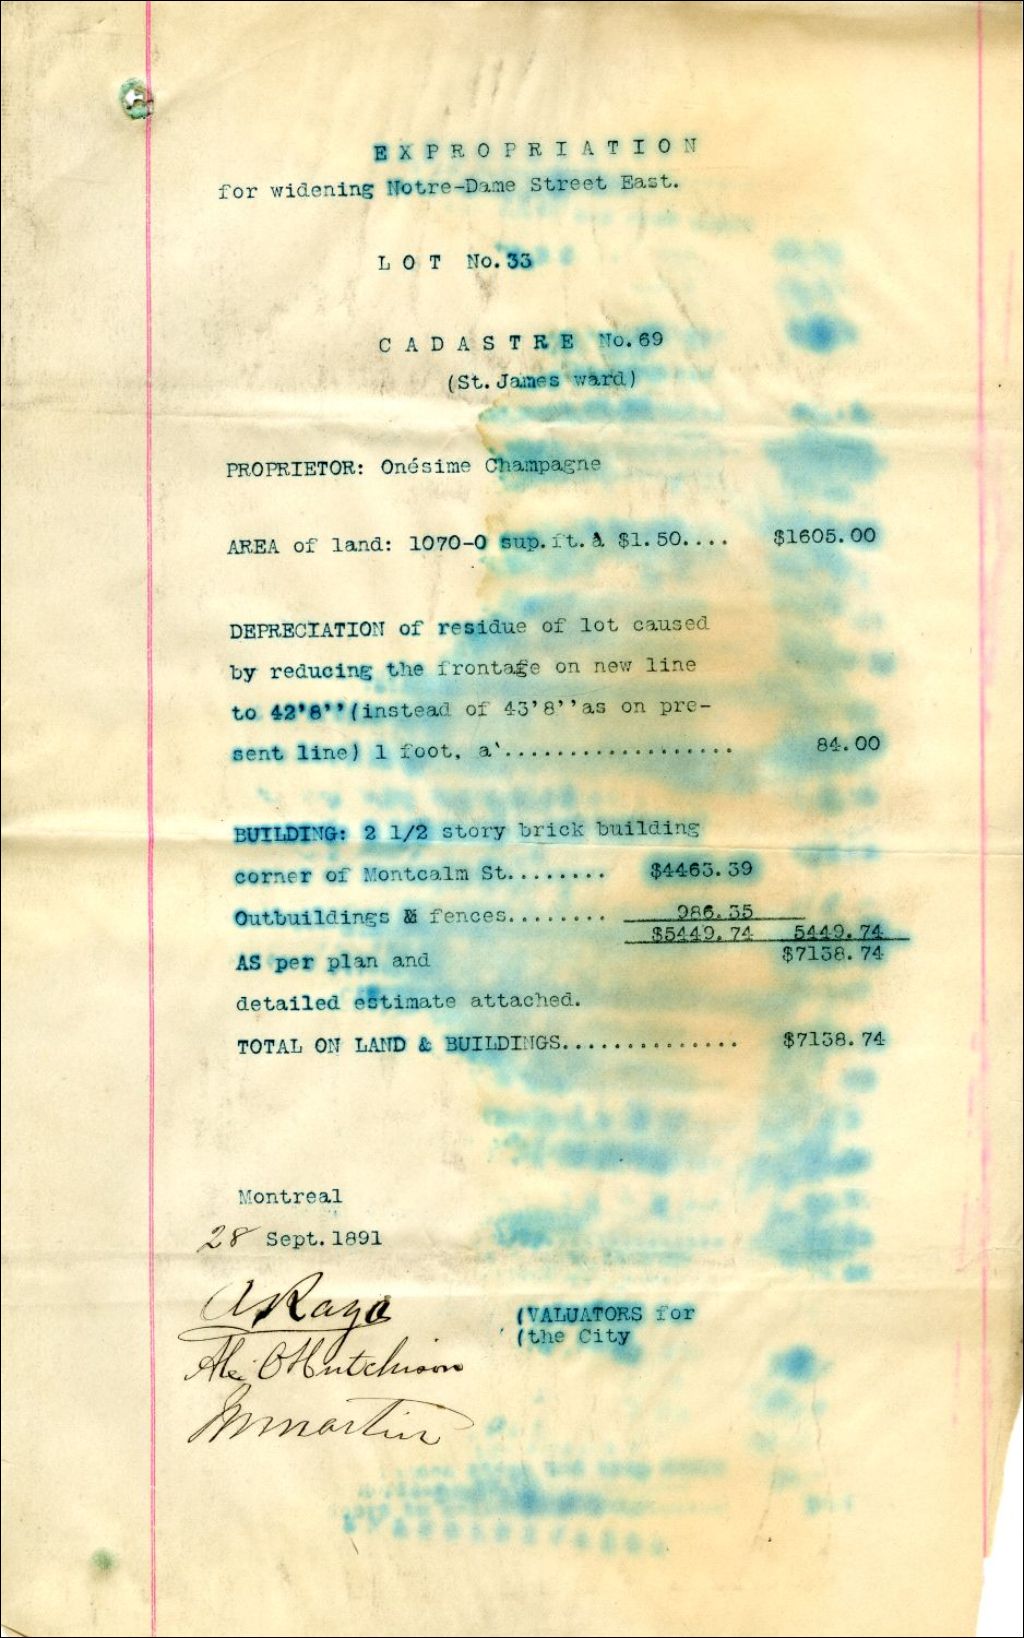 EXPROPRIATION
for widening Notre-Dame Street East.
LOT No. 33
CADASTRE No. 69
(St. James ward)
PROPRIETOR: Onésime Champagne
AREA of land: 1070-0 sup. ft. à $1.50.... $1605.00
DEPRECIATION of residue of lot caused
by reducing the frontage on new line
to 42'8''(instead of 43'8''as on pre-
sent line) 1 foot, a`.................. 84.00
BUILDING: 2 1/2 story brick building
corner of Montcalm St........ $4463.39
Outbuildings & fences........ 986.35
$5449.74 5449.74
$7138.74
AS per plan and
detailed estimate attached.
TOTAL ON LAND & BUILDINGS.............. $7138.74
Montreal
28 Sept. 1891
(VALUATORS for
(the City
Hutchison
Martin